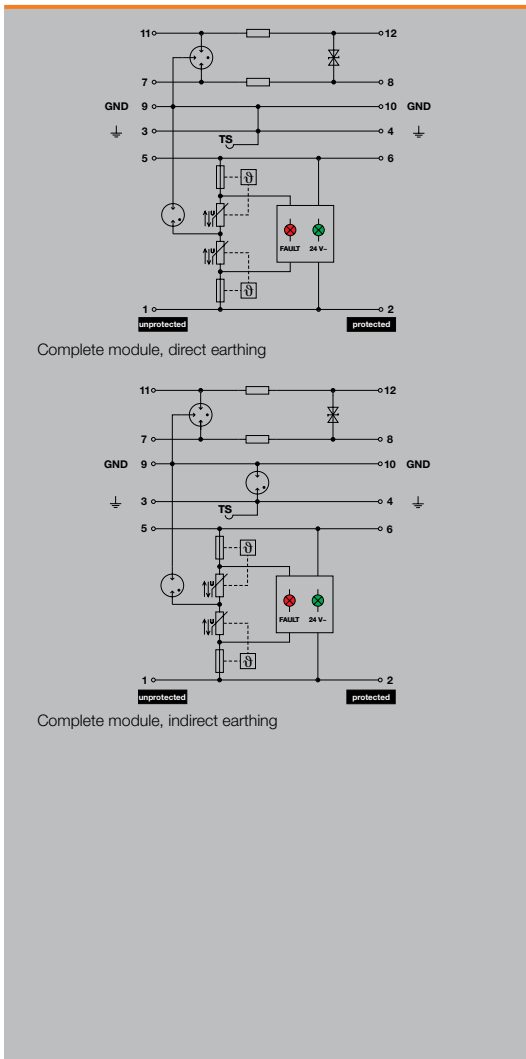 11 12
7 8
GND 9 10 GND
3 4
TS
5 6
ϑ
U
FAULT 24 V~
U
ϑ
1 2
unprotected protected
Complete module, direct earthing
11 12
7 8
GND 9 10 GND
3 4
TS
5 6
ϑ
U
FAULT 24 V~
U
ϑ
1 2
unprotected protected
Complete module, indirect earthing